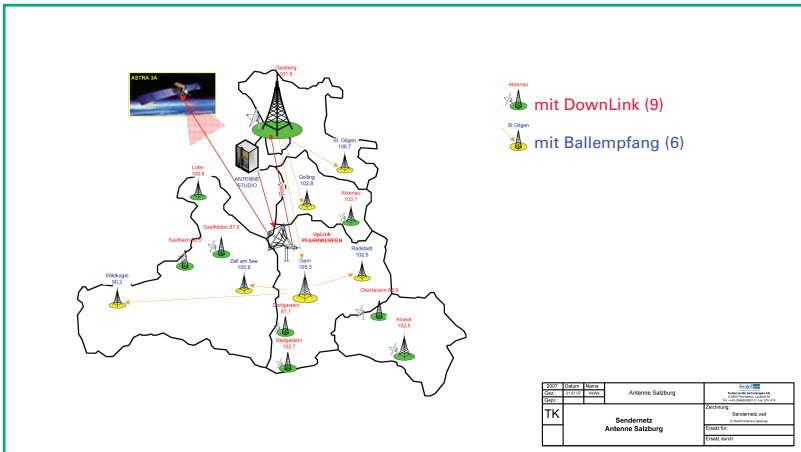 ASTRA 3A
Gaisberg
101,8
Abtenau
mit DownLink (9)
St.Gilgen
mit Ballempfang (6)
St. Gilgen
106,7
ANTENNE
STUDIO
Lofer
100,8
Golling
102,8
Abtenau
103,1
UpLink
PFARRWERFEN
Saalfelden 87,6
Saalbach
Zell am See
105,9
Gern
105,3
Radstadt
102,5
Wildkogel
90,2
Obertauern
Dorfgastein
87,7
Aineck
102,5
Badgastein
102,7
2007 Datum Name
Gez.: 31.01.07
Gepr.:
Antenne Salzburg
TK
Sendernetz
Antenne Salzburg
Zeichnung:
Sendernetz.vsd
Ersatz für:
Ersatz durch: